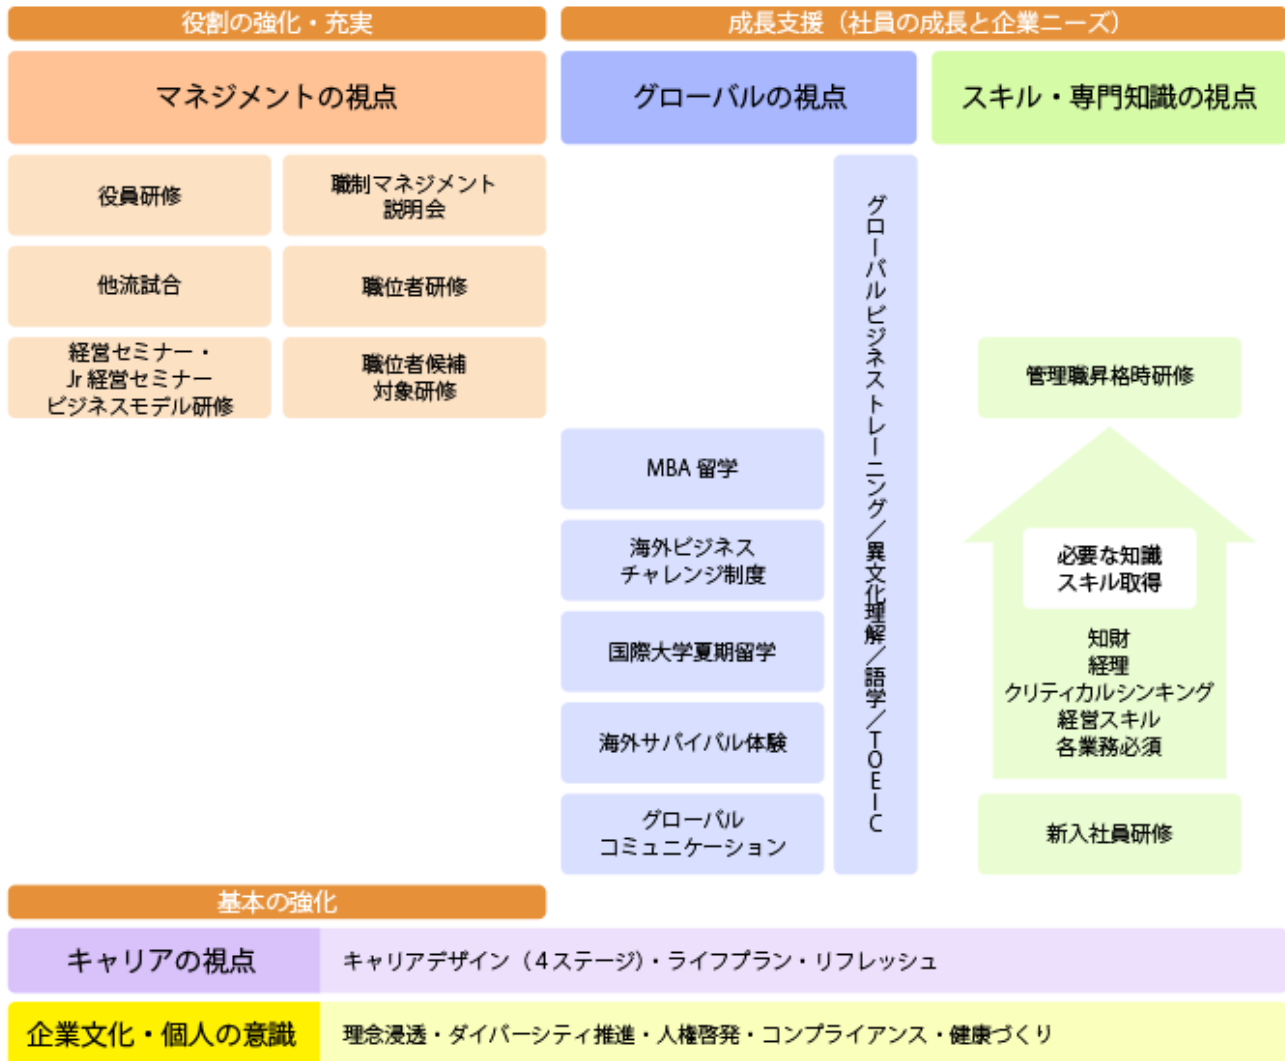 役割の強化・充実
成長支援（社員の成長と企業ニーズ）
マネジメントの視点
グローバルの視点
スキル・専門知識の視点
役員研修
職制マネジメント
説明会
他流試合
職位者研修
経営セミナー・
Jr 経営セミナー
ビジネスモデル研修
職位者候補
対象研修
MBA 留学
海外ビジネス
チャレンジ制度
国際大学夏期留学
海外サバイバル体験
グローバル
コミュニケーション
グローバルビジネストレーニング／異文化理解／語学／TOEIC
管理職昇格時研修
必要な知識
スキル取得
知財
経理
クリティカルシンキング
経営スキル
各業務必須
新入社員研修
基本の強化
キャリアの視点
キャリアデザイン（４ステージ）・ライフプラン・リフレッシュ
企業文化・個人の意識
理念浸透・ダイバーシティ推進・人権啓発・コンプライアンス・健康づくり